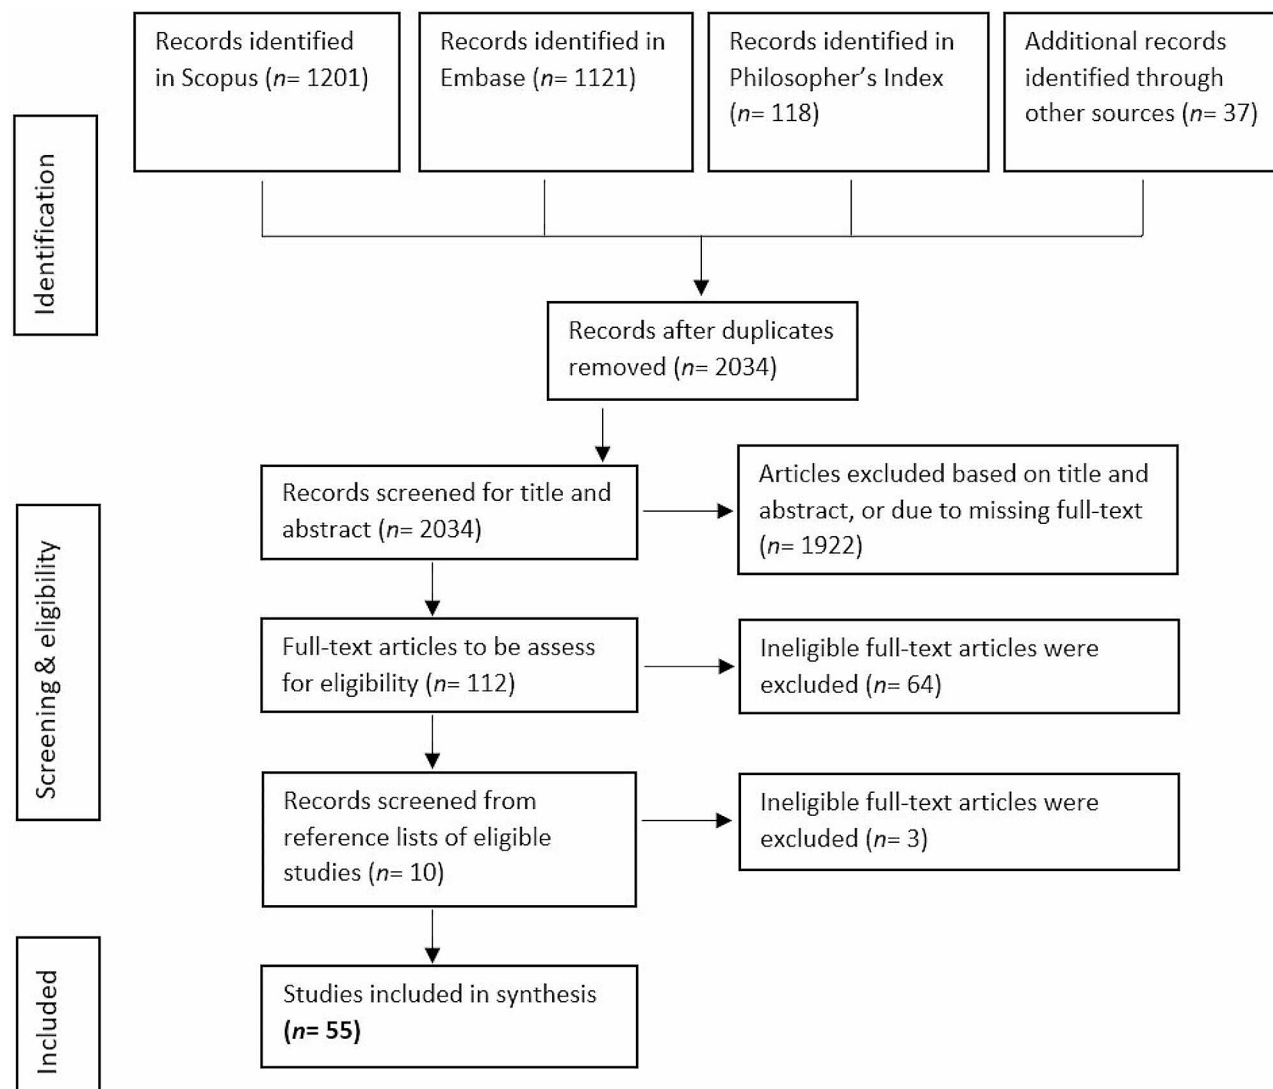 Records identified
in Scopus (n= 1201)
Records identified in
Embase (n= 1121)
Records identified in
Philosopher's Index
(n= 118)
Additional records
identified through
other sources (n= 37)
Identification
Records after duplicates
removed (n= 2034)
Screening & eligibility
Records screened for title and
abstract (n= 2034)
Articles excluded based on title and
abstract, or due to missing full-text
(n= 1922)
Full-text articles to be assess
for eligibility (n= 112)
Ineligible full-text articles were
excluded (n= 64)
Records screened from
reference lists of eligible
studies (n= 10)
Ineligible full-text articles were
excluded (n= 3)
Included
Studies included in synthesis
(n= 55)